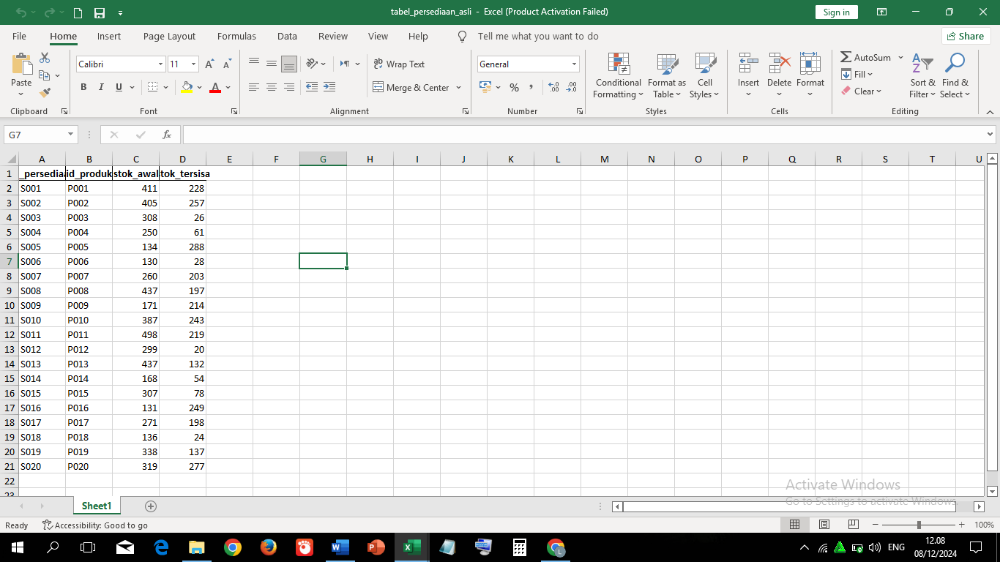 tabel_persediaan_asli - Excel (Product Activation Failed)
Sign in
File Home Insert Page Layout Formulas Data Review View Help Tell me what you want to do Share
Calibri 11 Wrap Text General AutoSum
Paste Conditional Format as Cell Insert Delete Format Fill Sort & Find &
B I U A Merge & Center % Formatting Table Styles Clear Filter Select
Clipboard Font Alignment Number Styles Cells Editing
G7 fx
A B C D E F G H I J K L M N O P Q R S T U
1 _persediaa id_produk stok_awal tok_tersisa
2 S001 P001 411 228
3 S002 P002 405 257
4 S003 P003 308 26
5 S004 P004 250 61
6 S005 P005 134 288
7 S006 P006 130 28
8 S007 P007 260 203
9 S008 P008 437 197
10 S009 P009 171 214
11 S010 P010 387 243
12 S011 P011 498 219
13 S012 P012 299 20
14 S013 P013 437 132
15 S014 P014 168 54
16 S015 P015 307 78
17 S016 P016 131 249
18 S017 P017 271 198
19 S018 P018 136 24
20 S019 P019 338 137
21 S020 P020 319 277
22
23
Activate Windows
Go to Settings to activate Windows.
Sheet1
Ready Accessibility: Good to go 100%
ENG 12.08
08/12/2024